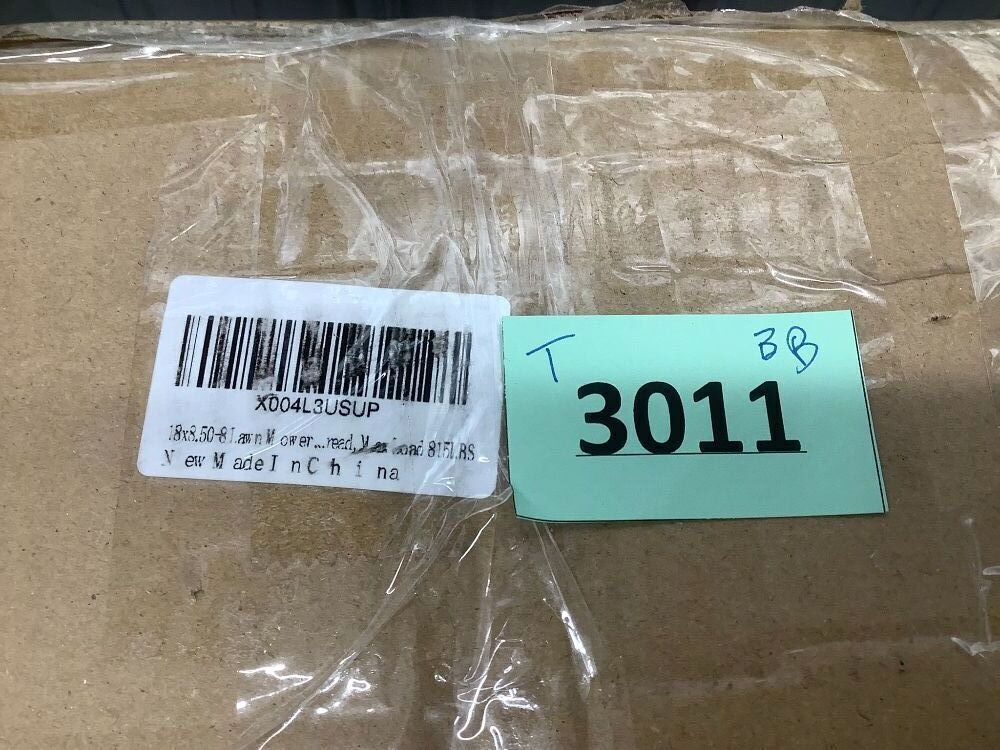 X004L3USUP
18x8.50-8 Lawn Mower...read, Max Load 815LBS
New Made In China
T
BB
3011